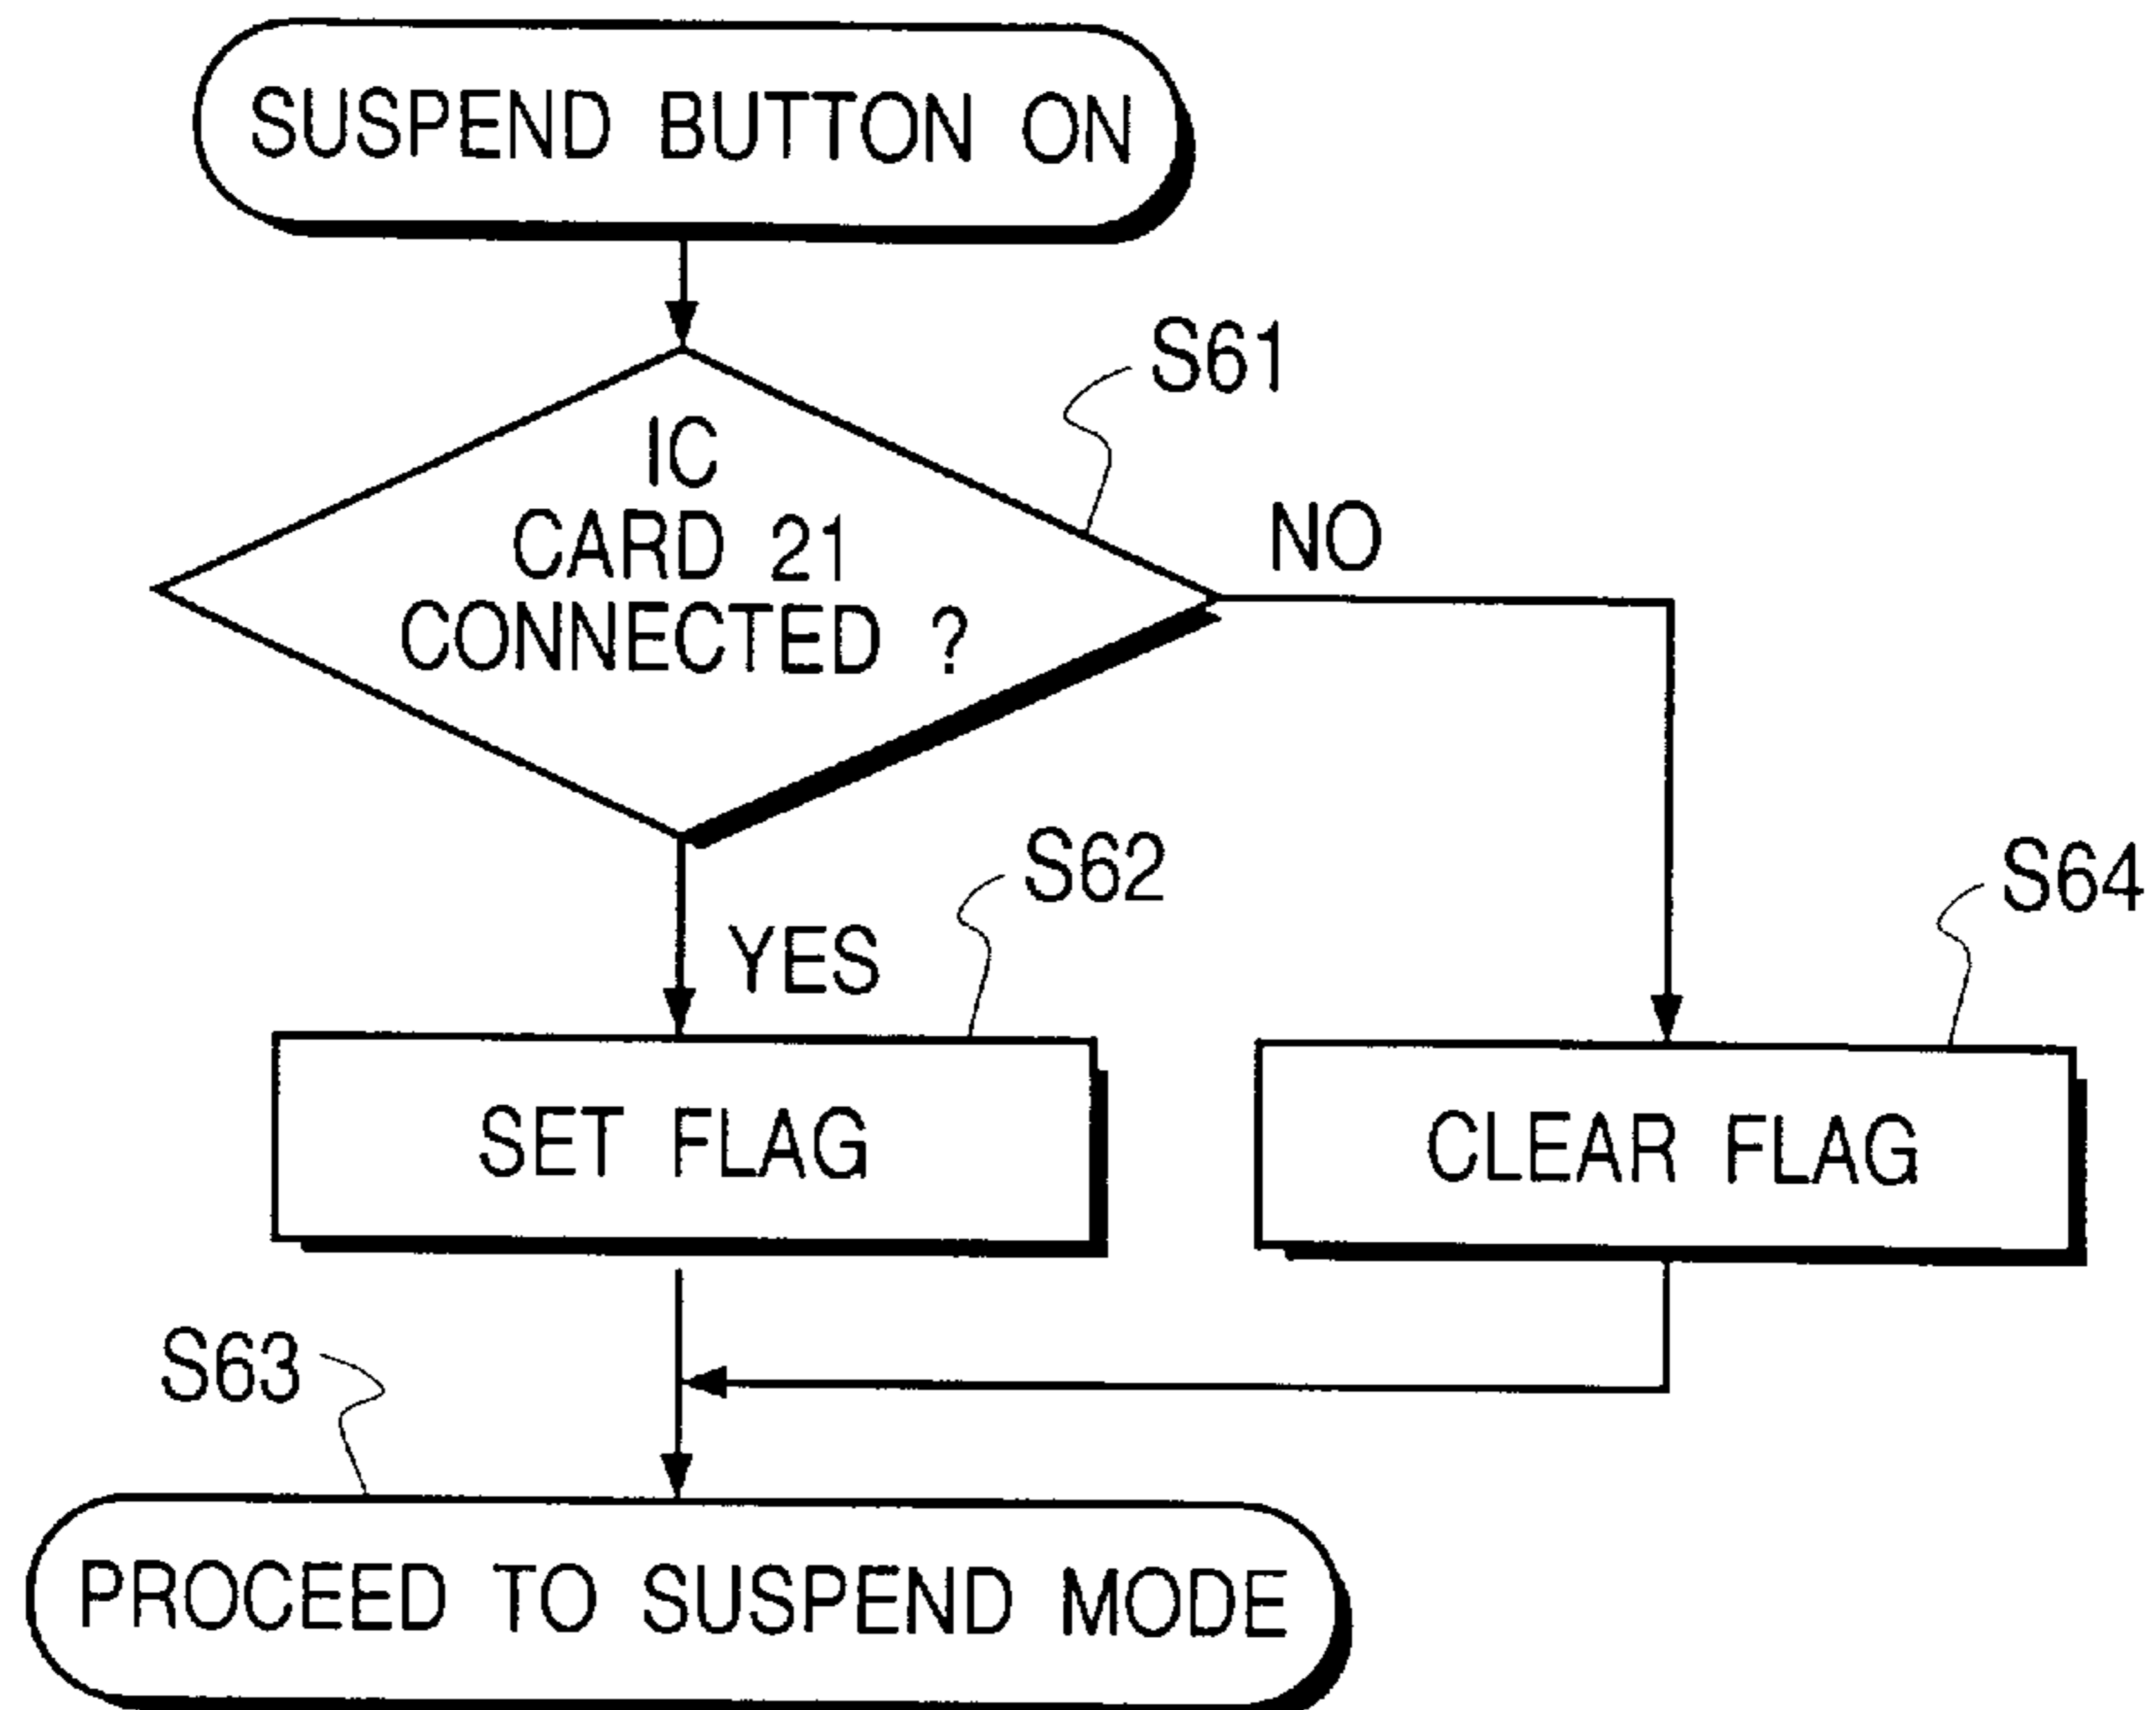 SUSPEND BUTTON ON
S61
IC
CARD 21
CONNECTED ?
NO
YES
S62
S64
SET FLAG
CLEAR FLAG
S63
PROCEED TO SUSPEND MODE